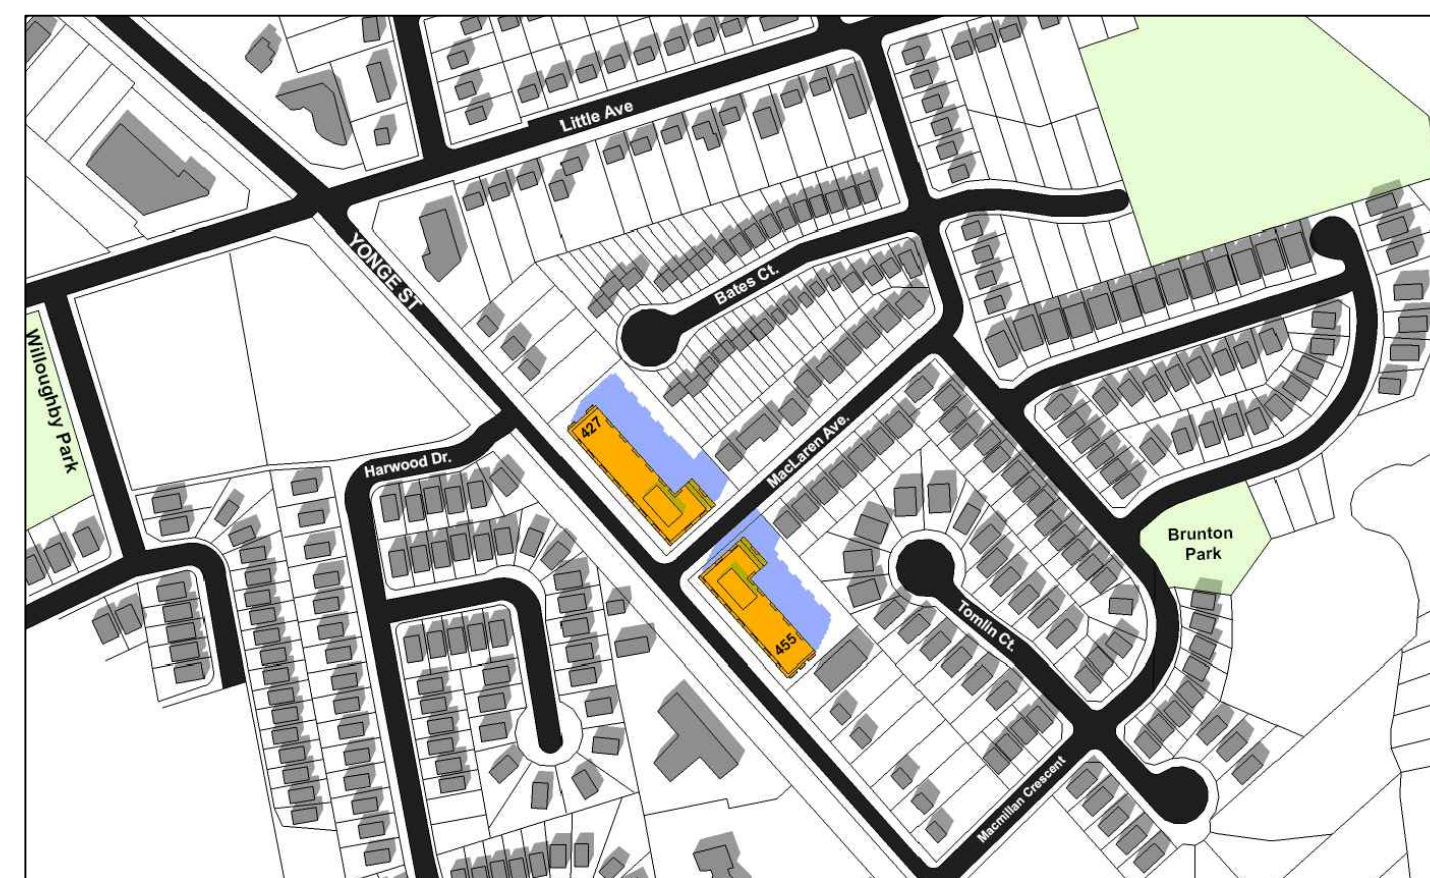 Little Ave
YONGE ST
Bates Ct.
Willoughby Park
427
MacLaren Ave.
Harwood Dr.
Brunton
Park
455
Tomlin Ct.
Macmillan Crescent